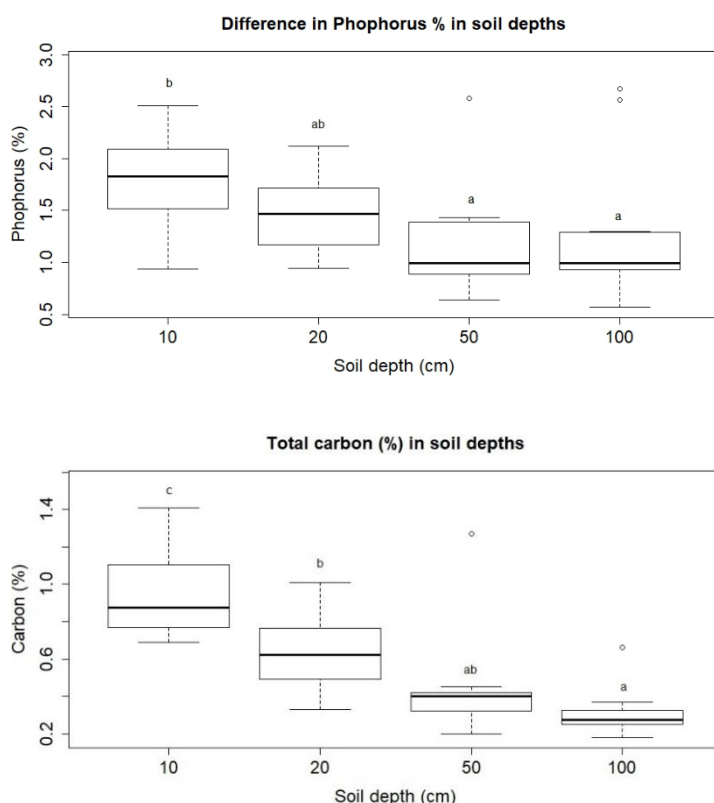 Difference in Phophorus % in soil depths
Phophorus (%)
3.0
2.5
2.0
1.5
1.0
0.5
b
ab
a
a
10 20 50 100
Soil depth (cm)
Total carbon (%) in soil depths
Carbon (%)
1.4
1.0
0.6
0.2
c
b
ab
a
10 20 50 100
Soil depth (cm)